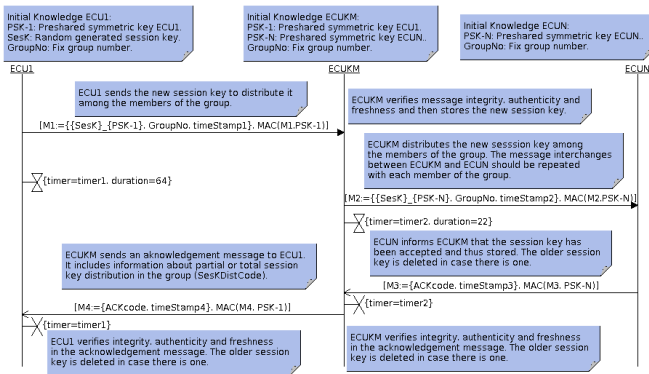 Initial Knowledge ECU1:
PSK-1: Preshared symmetric key ECU1.
SesK: Random generated session key.
GroupNo: Fix group number.
Initial Knowledge ECUKM:
PSK-1: Preshared symmetric key ECU1.
PSK-N: Preshared symmetric key ECUN..
GroupNo: Fix group number.
Initial Knowledge ECUN:
PSK-N: Preshared symmetric key ECUN..
GroupNo: Fix group number.
ECU1
ECUKM
ECUN
ECU1 sends the new session key to distribute it
among the members of the group.
ECUKM verifies message integrity. authenticity and
freshness and then stores the new session key.
[M1:={{SesK}_{PSK-1}. GroupNo. timeStamp1}. MAC(M1.PSK-1)]
ECUKM distributes the new sesssion key among
the members of the group. The message interchanges
between ECUKM and ECUN should be repeated
with each member of the group.
{timer=timer1. duration=64}
[M2:={{SesK}_{PSK-N}. GroupNo. timeStamp2}. MAC(M2.PSK-N)]
{timer=timer2. duration=22}
ECUN informs ECUKM that the session key has
been accepted and thus stored. The older session
key is deleted in case there is one.
ECUKM sends an aknowledgement message to ECU1.
It includes information about partial or total session
key distribution in the group (SesKDistCode).
[M3:={ACKcode. timeStamp3}. MAC(M3. PSK-N)]
{timer=timer2}
[M4:={ACKcode. timeStamp4}. MAC(M4. PSK-1)]
{timer=timer1}
ECU1 verifies integrity. authenticity and freshness
in the acknowledgement message. The older session
key is deleted in case there is one.
ECUKM verifies integrity. authenticity and freshness
in the acknowledgement message. The older session
key is deleted in case there is one.